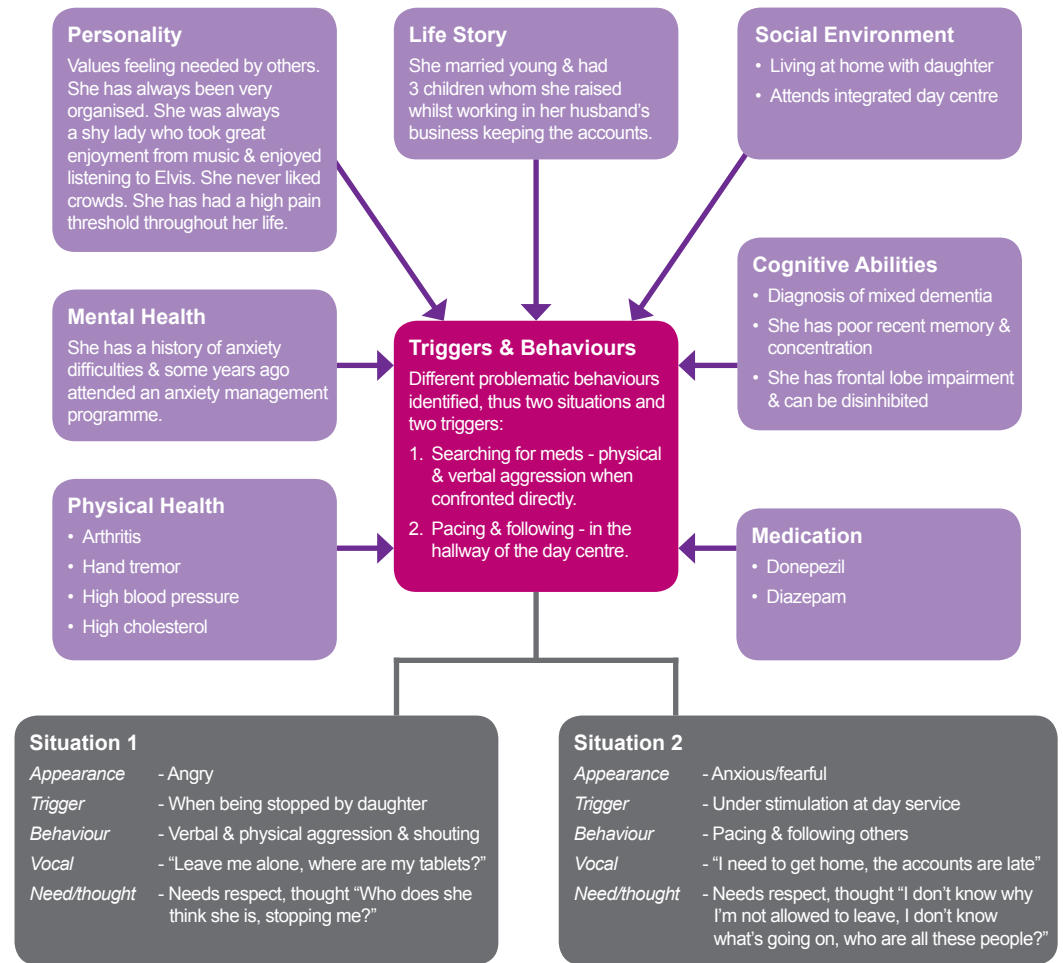 Personality
Values feeling needed by others.
She has always been very
organised. She was always
a shy lady who took great
enjoyment from music & enjoyed
listening to Elvis. She never liked
crowds. She has had a high pain
threshold throughout her life.
Life Story
She married young & had
3 children whom she raised
whilst working in her husband's
business keeping the accounts.
Social Environment
• Living at home with daughter
• Attends integrated day centre
Mental Health
She has a history of anxiety
difficulties & some years ago
attended an anxiety management
programme.
Triggers & Behaviours
Different problematic behaviours
identified, thus two situations and
two triggers:
1. Searching for meds - physical
& verbal aggression when
confronted directly.
2. Pacing & following - in the
hallway of the day centre.
Cognitive Abilities
• Diagnosis of mixed dementia
• She has poor recent memory &
concentration
• She has frontal lobe impairment
& can be disinhibited
Physical Health
• Arthritis
• Hand tremor
• High blood pressure
• High cholesterol
Medication
• Donepezil
• Diazepam
Situation 1
Appearance - Angry
Trigger - When being stopped by daughter
Behaviour - Verbal & physical aggression & shouting
Vocal - "Leave me alone, where are my tablets?"
Need/thought - Needs respect, thought "Who does she
think she is, stopping me?"
Situation 2
Appearance - Anxious/fearful
Trigger - Under stimulation at day service
Behaviour - Pacing & following others
Vocal - "I need to get home, the accounts are late"
Need/thought - Needs respect, thought "I don't know why
I'm not allowed to leave, I don't know
what's going on, who are all these people?"